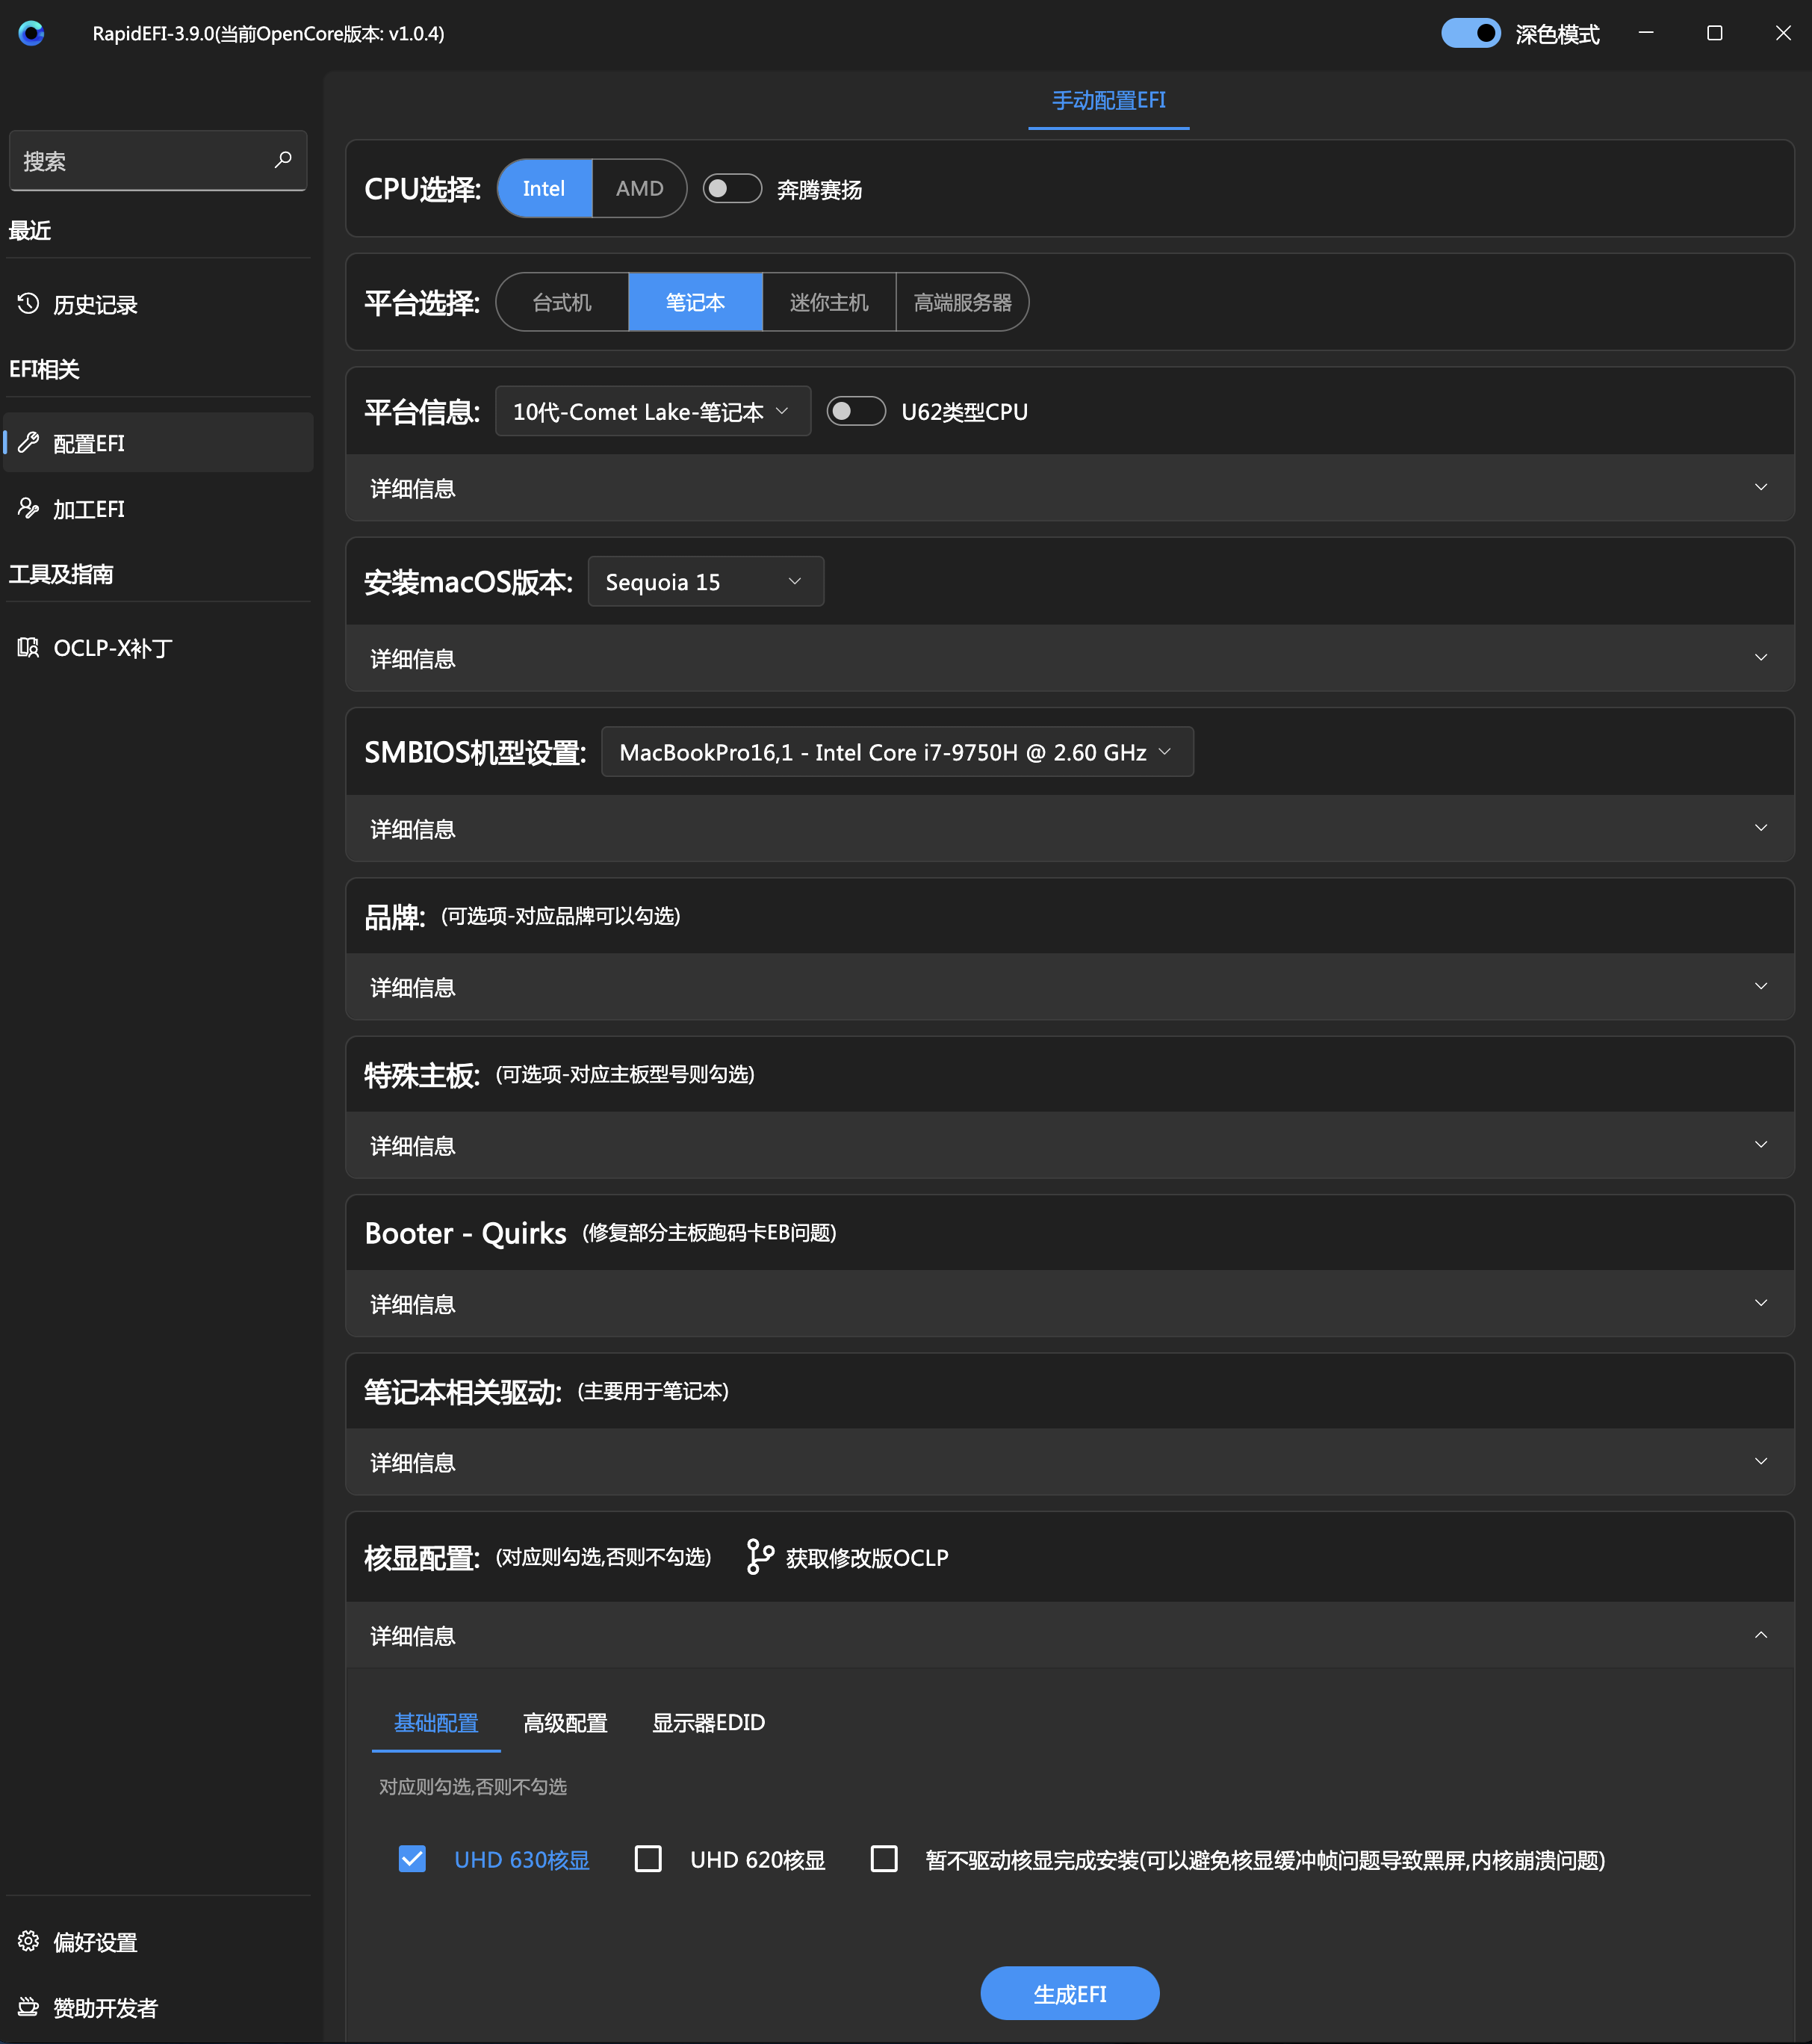 RapidEFI-3.9.0(当前OpenCore版本: v1.0.4)
深色模式
搜索
最近
历史记录
EFI相关
配置EFI
加工EFI
工具及指南
OCLP-X补丁
偏好设置
赞助开发者
手动配置EFI
CPU选择: Intel AMD 奔腾赛扬
平台选择: 台式机 笔记本 迷你主机 高端服务器
平台信息: 10代-Comet Lake-笔记本 U62类型CPU
详细信息
安装macOS版本: Sequoia 15
详细信息
SMBIOS机型设置: MacBookPro16,1 - Intel Core i7-9750H @ 2.60 GHz
详细信息
品牌: (可选项-对应品牌可以勾选)
详细信息
特殊主板: (可选项-对应主板型号则勾选)
详细信息
Booter - Quirks (修复部分主板跑码卡EB问题)
详细信息
笔记本相关驱动: (主要用于笔记本)
详细信息
核显配置: (对应则勾选,否则不勾选) 获取修改版OCLP
详细信息
基础配置 高级配置 显示器EDID
对应则勾选,否则不勾选
UHD 630核显 UHD 620核显 暂不驱动核显完成安装(可以避免核显缓冲帧问题导致黑屏,内核崩溃问题)
生成EFI